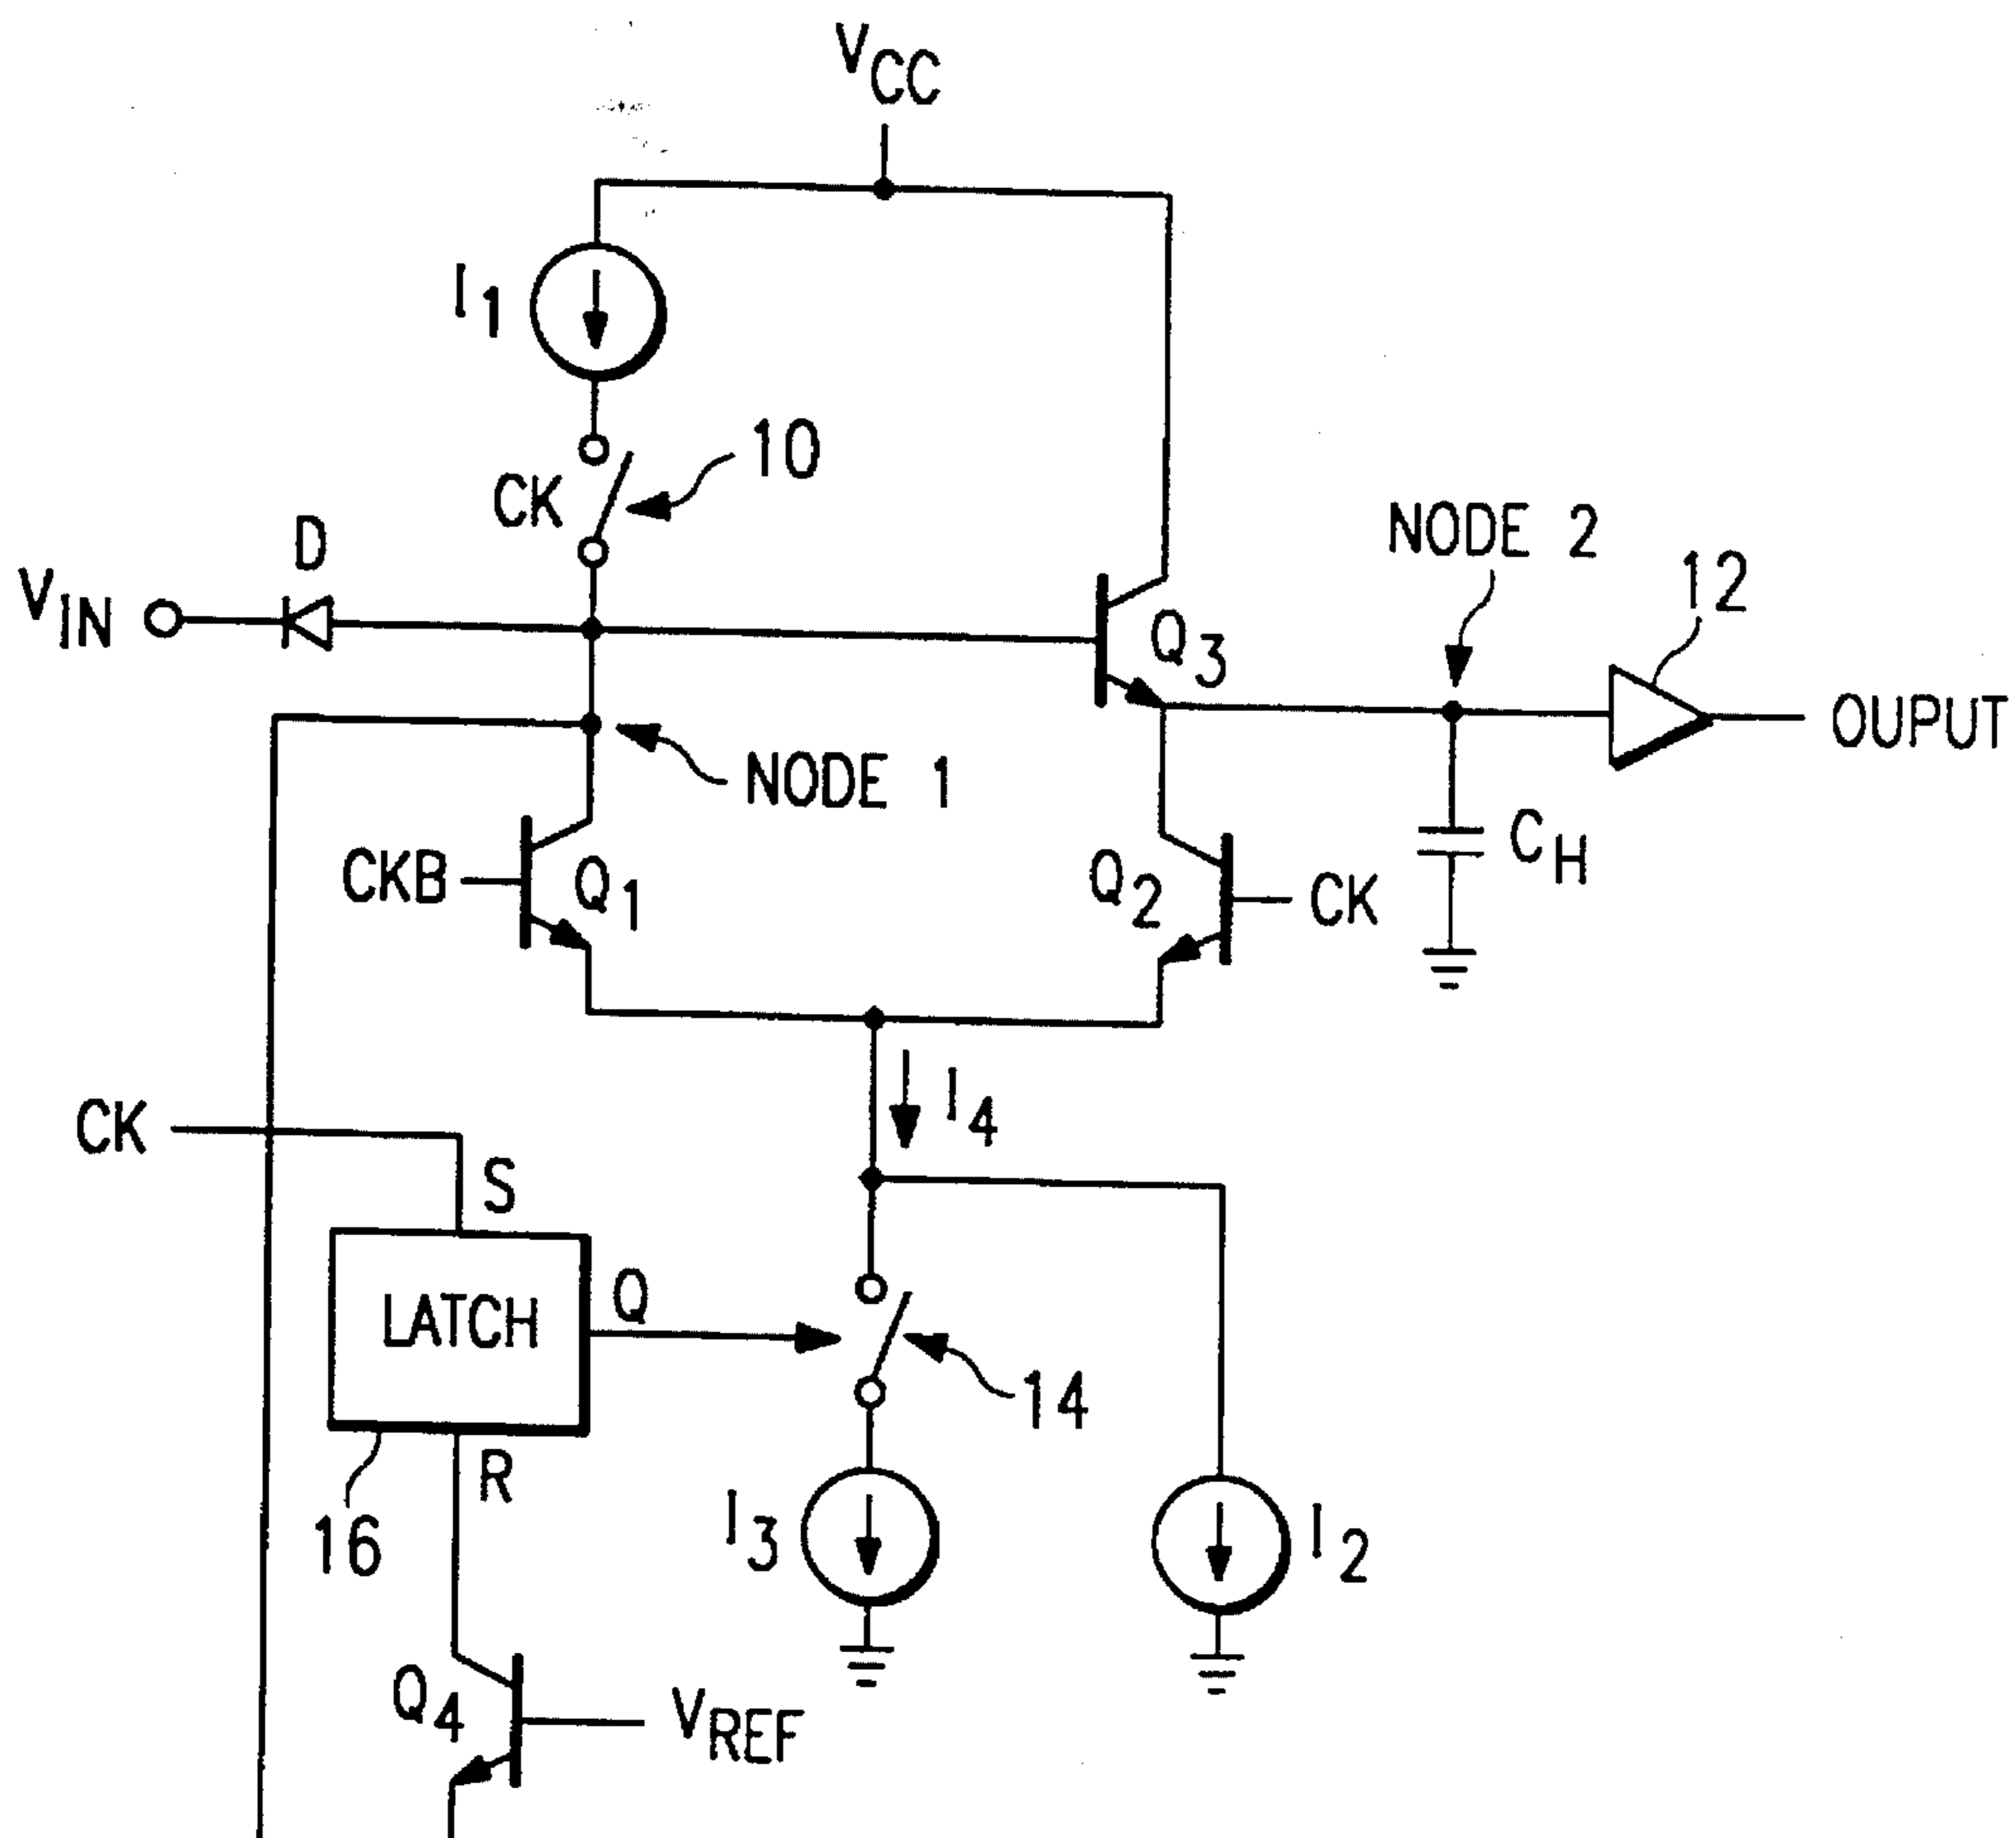 VCC
I1
10
CK
D
NODE 2
VIN
12
Q3
OUPUT
NODE 1
CH
CKB
Q1
Q2
CK
I4
CK
S
LATCH
Q
14
R
16
I3
I2
Q4
VREF